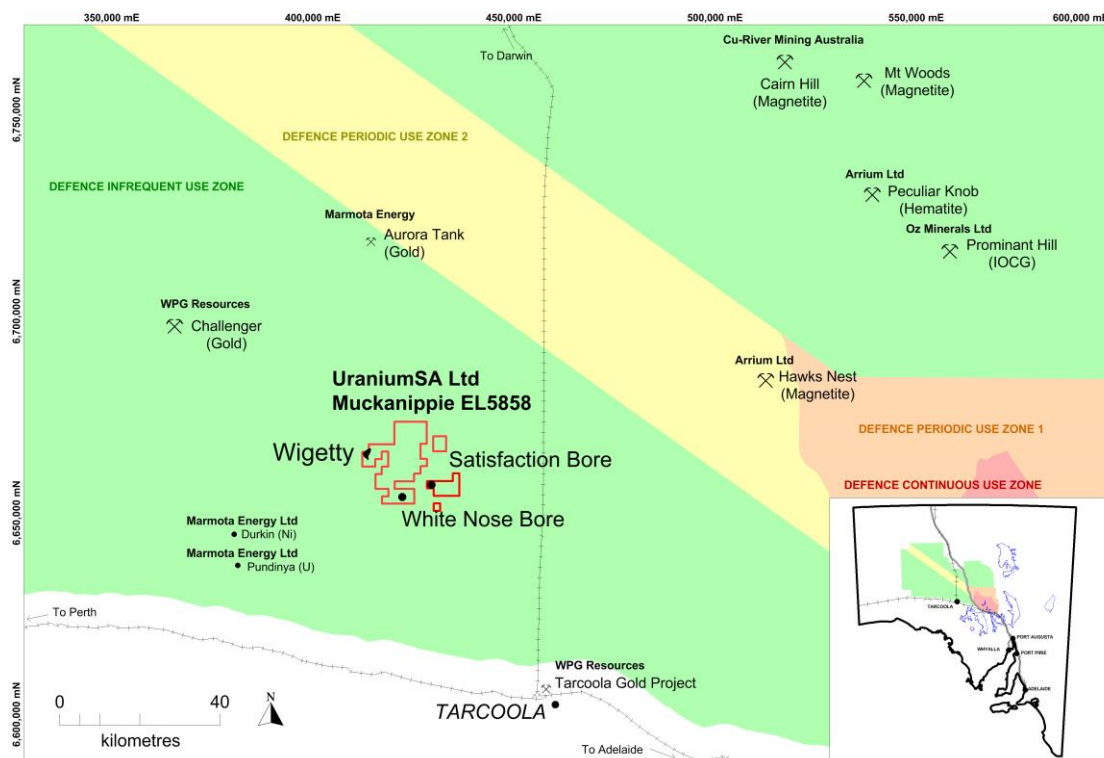 350,000 mE
400,000 mE
450,000 mE
500,000 mE
550,000 mE
600,000 mE
6,750,000 mN
6,700,000 mN
6,650,000 mN
6,600,000 mN
To Darwin
Cu-River Mining Australia
Cairn Hill
(Magnetite)
Mt Woods
(Magnetite)
DEFENCE PERIODIC USE ZONE 2
DEFENCE INFREQUENT USE ZONE
Arrium Ltd
Peculiar Knob
(Hematite)
Marmota Energy
Aurora Tank
(Gold)
Oz Minerals Ltd
Prominant Hill
(IOCG)
WPG Resources
Challenger
(Gold)
Arrium Ltd
Hawks Nest
(Magnetite)
UraniumSA Ltd
Muckanippie EL5858
DEFENCE PERIODIC USE ZONE 1
Wigetty
Satisfaction Bore
DEFENCE CONTINUOUS USE ZONE
White Nose Bore
Marmota Energy Ltd
Durkin (Ni)
Marmota Energy Ltd
Pundinya (U)
To Perth
WPG Resources
Tarcoola Gold Project
TARCOOLA
To Adelaide
0
40
kilometres
N
TARCOOLA
PORT AUGUSTA
WHYALLA
PORT PIRIE
ADELAIDE